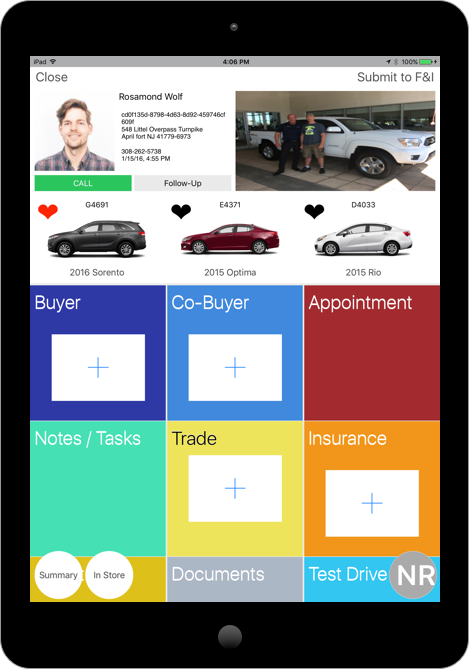 iPad 4:06 PM 100%
Close Submit to F&I
Rosamond Wolf
cd0f135d-8798-4d63-8d92-459746cf
609f
548 Littel Overpass Turnpike
April fort NJ 41779-6973
308-262-5738
1/15/16, 4:55 PM
CALL Follow-Up
G4691 E4371 D4033
2016 Sorento 2015 Optima 2015 Rio
Buyer Co-Buyer Appointment
Notes / Tasks Trade Insurance
Summary In Store Documents Test Drive NR